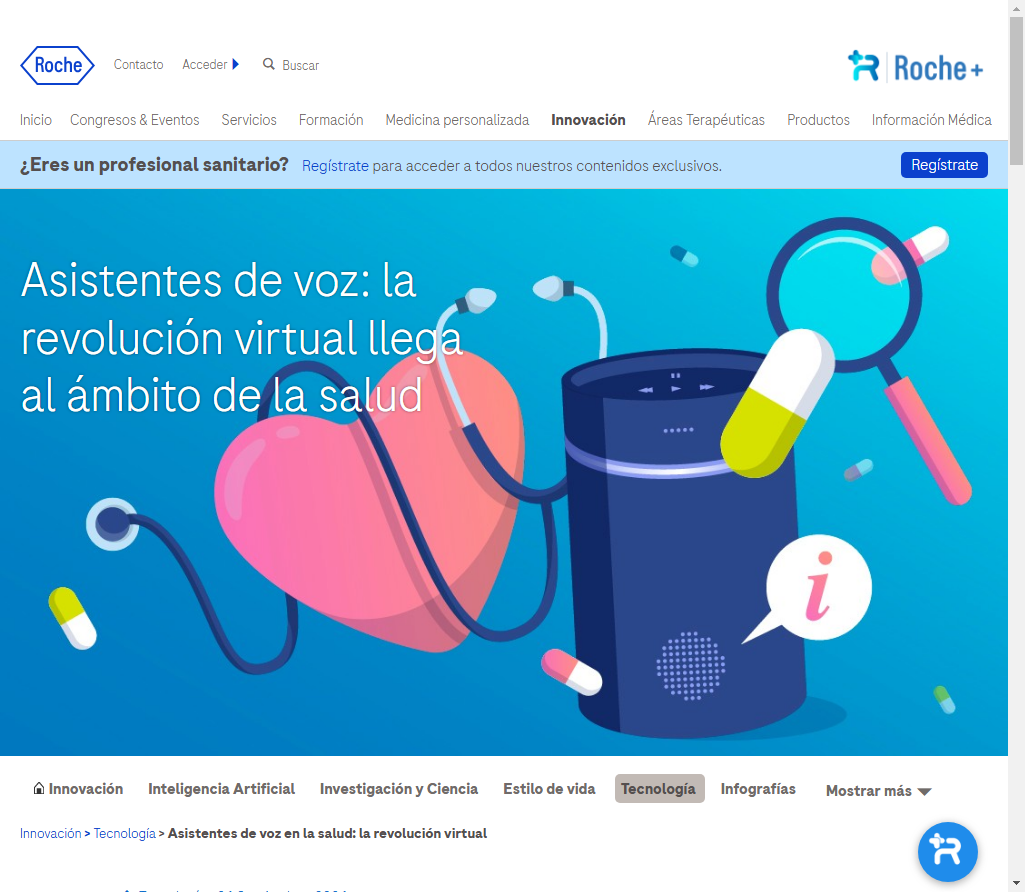 Roche
Contacto Acceder Buscar
Roche+
Inicio Congresos & Eventos Servicios Formación Medicina personalizada Innovación Áreas Terapéuticas Productos Información Médica
¿Eres un profesional sanitario? Regístrate para acceder a todos nuestros contenidos exclusivos. Regístrate
Asistentes de voz: la
revolución virtual llega
al ámbito de la salud
i
Innovación Inteligencia Artificial Investigación y Ciencia Estilo de vida Tecnología Infografías Mostrar más
Innovación > Tecnología > Asistentes de voz en la salud: la revolución virtual